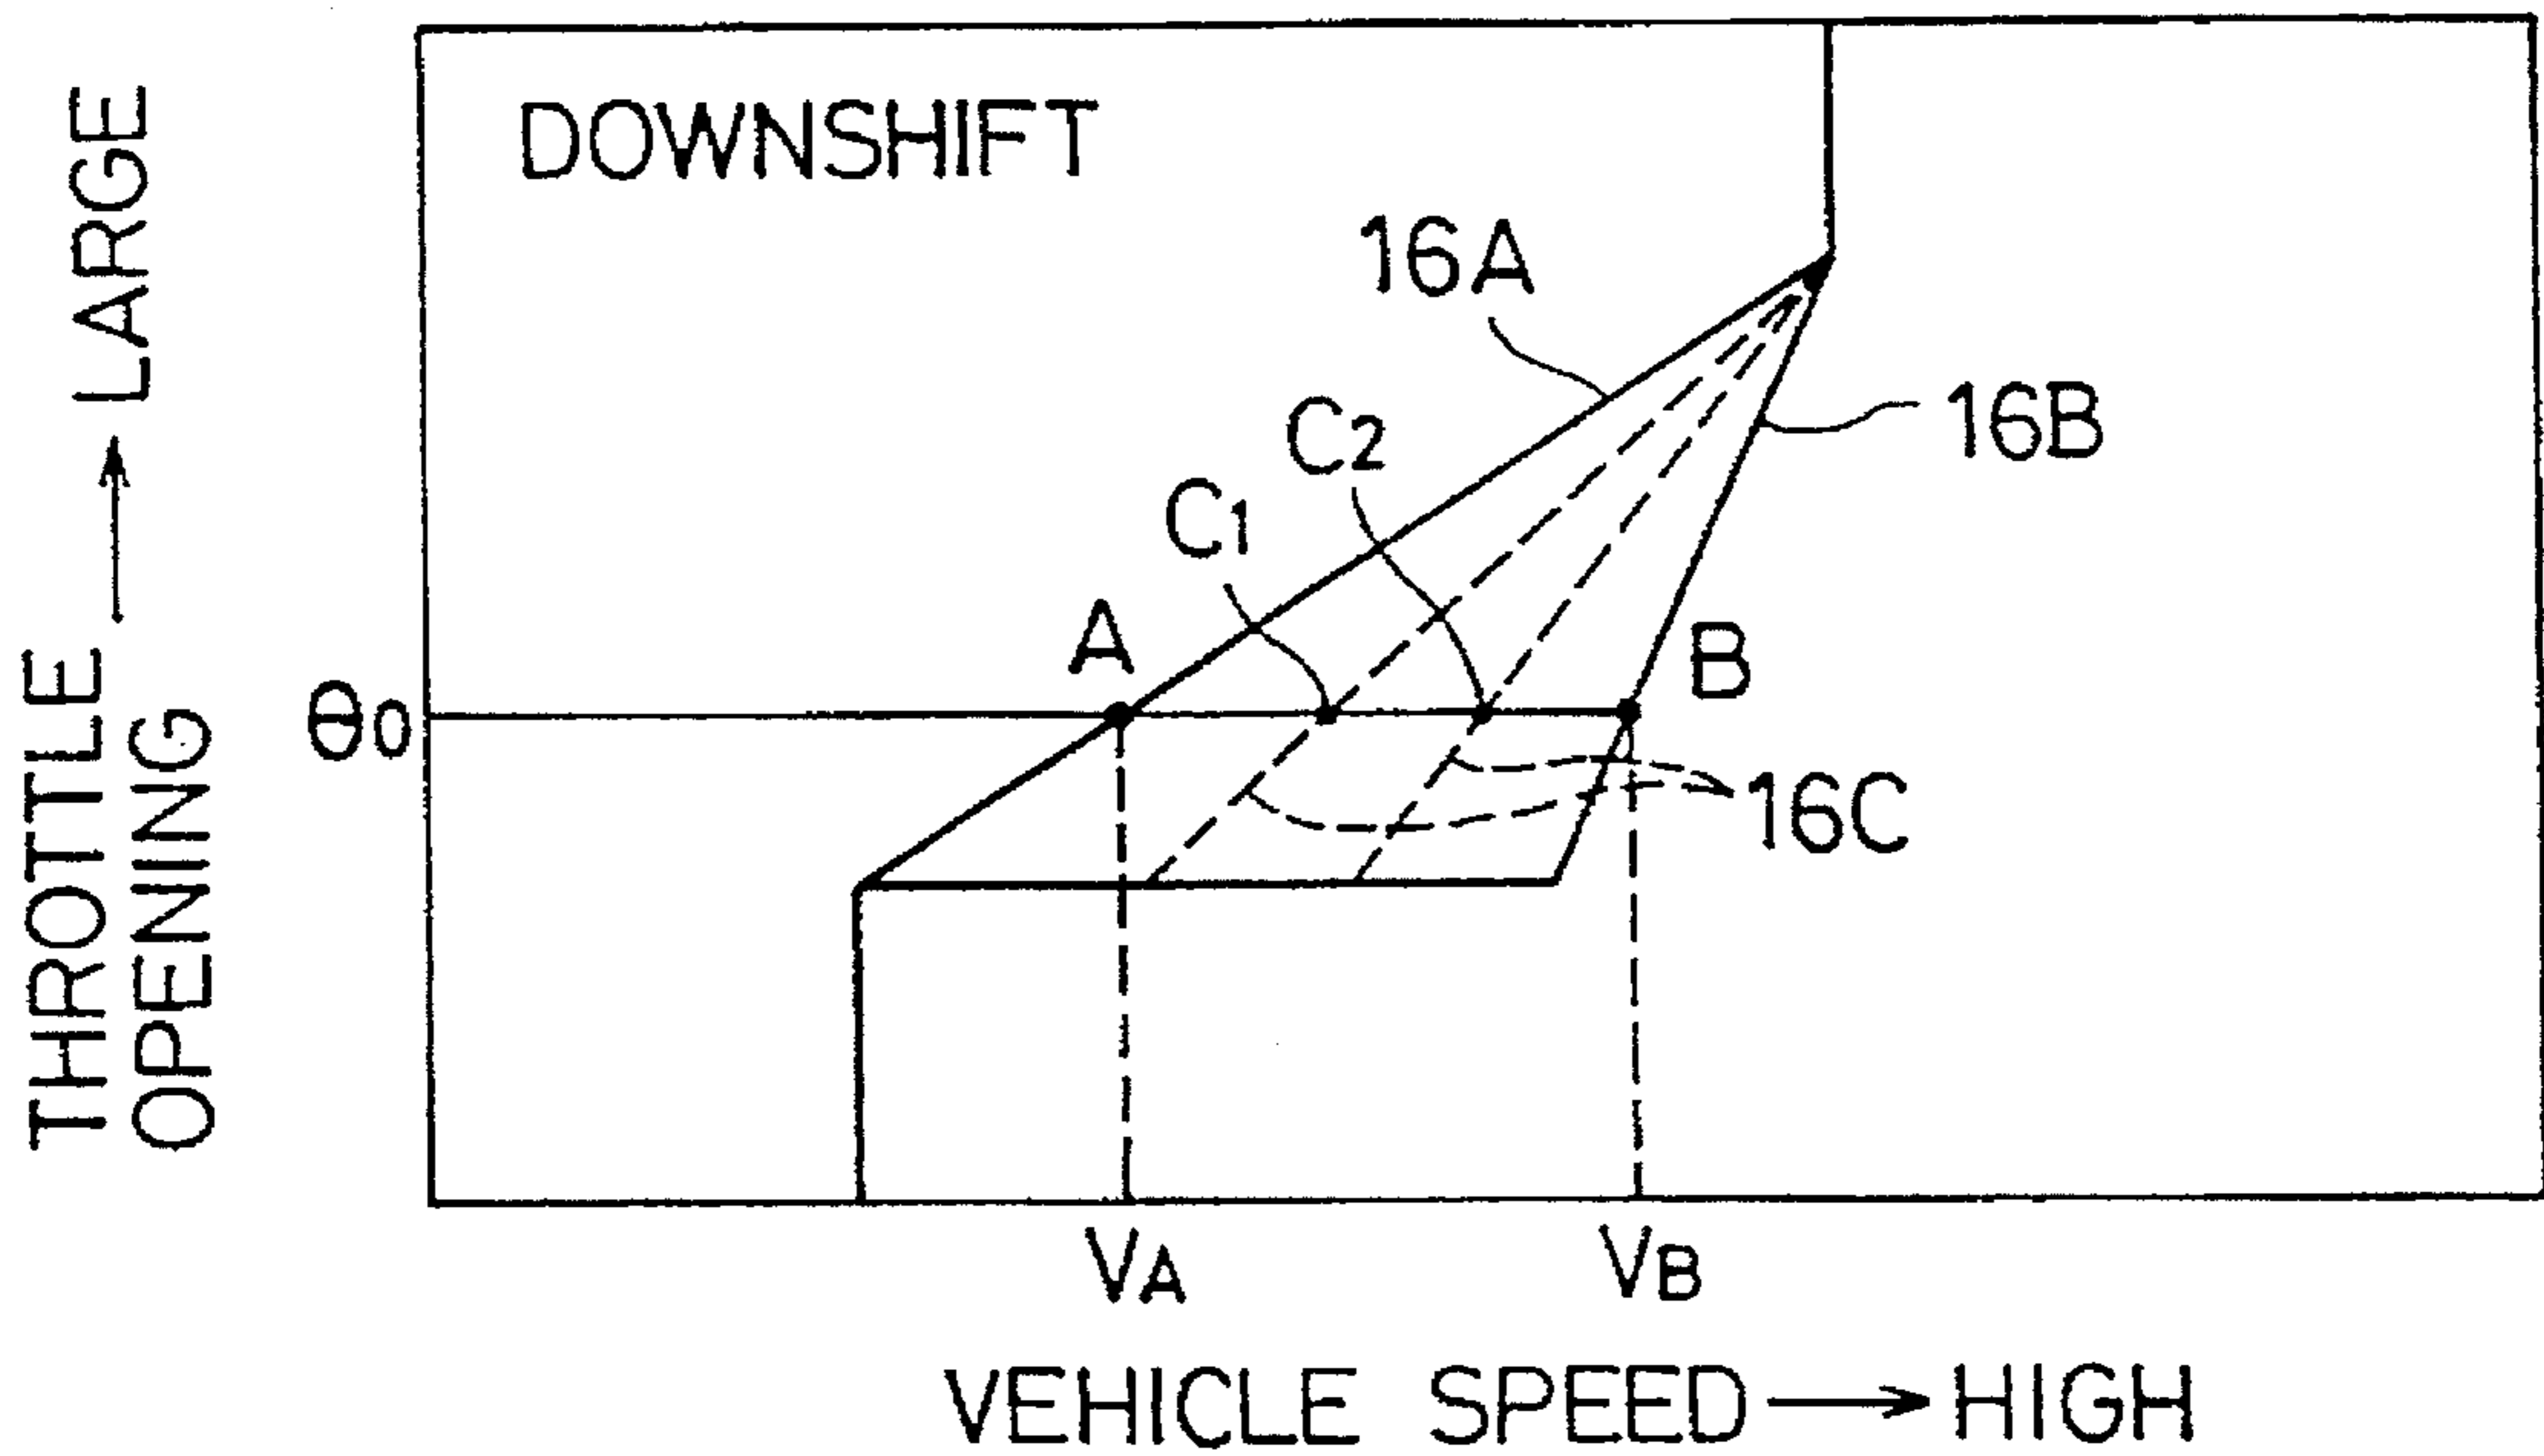 DOWNSHIFT
16A
16B
C2
C1
A
B
θ0
16C
VA
VB
VEHICLE SPEED → HIGH
THROTTLE OPENING → LARGE